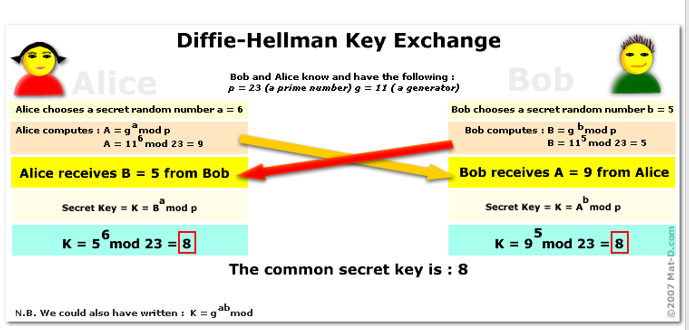 Diffie-Hellman Key Exchange
Alice
Bob
Bob and Alice know and have the following :
p = 23 (a prime number) g = 11 ( a generator)
Alice chooses a secret random number a = 6
Bob chooses a secret random number b = 5
Alice computes : A = g^a mod p
A = 11^6 mod 23 = 9
Bob computes : B = g^b mod p
B = 11^5 mod 23 = 5
Alice receives B = 5 from Bob
Bob receives A = 9 from Alice
Secret Key = K = B^a mod p
Secret Key = K = A^b mod p
K = 5^6 mod 23 = 8
K = 9^5 mod 23 = 8
The common secret key is : 8
N.B. We could also have written : K = g^ab mod
© 2007 Mat-D.com